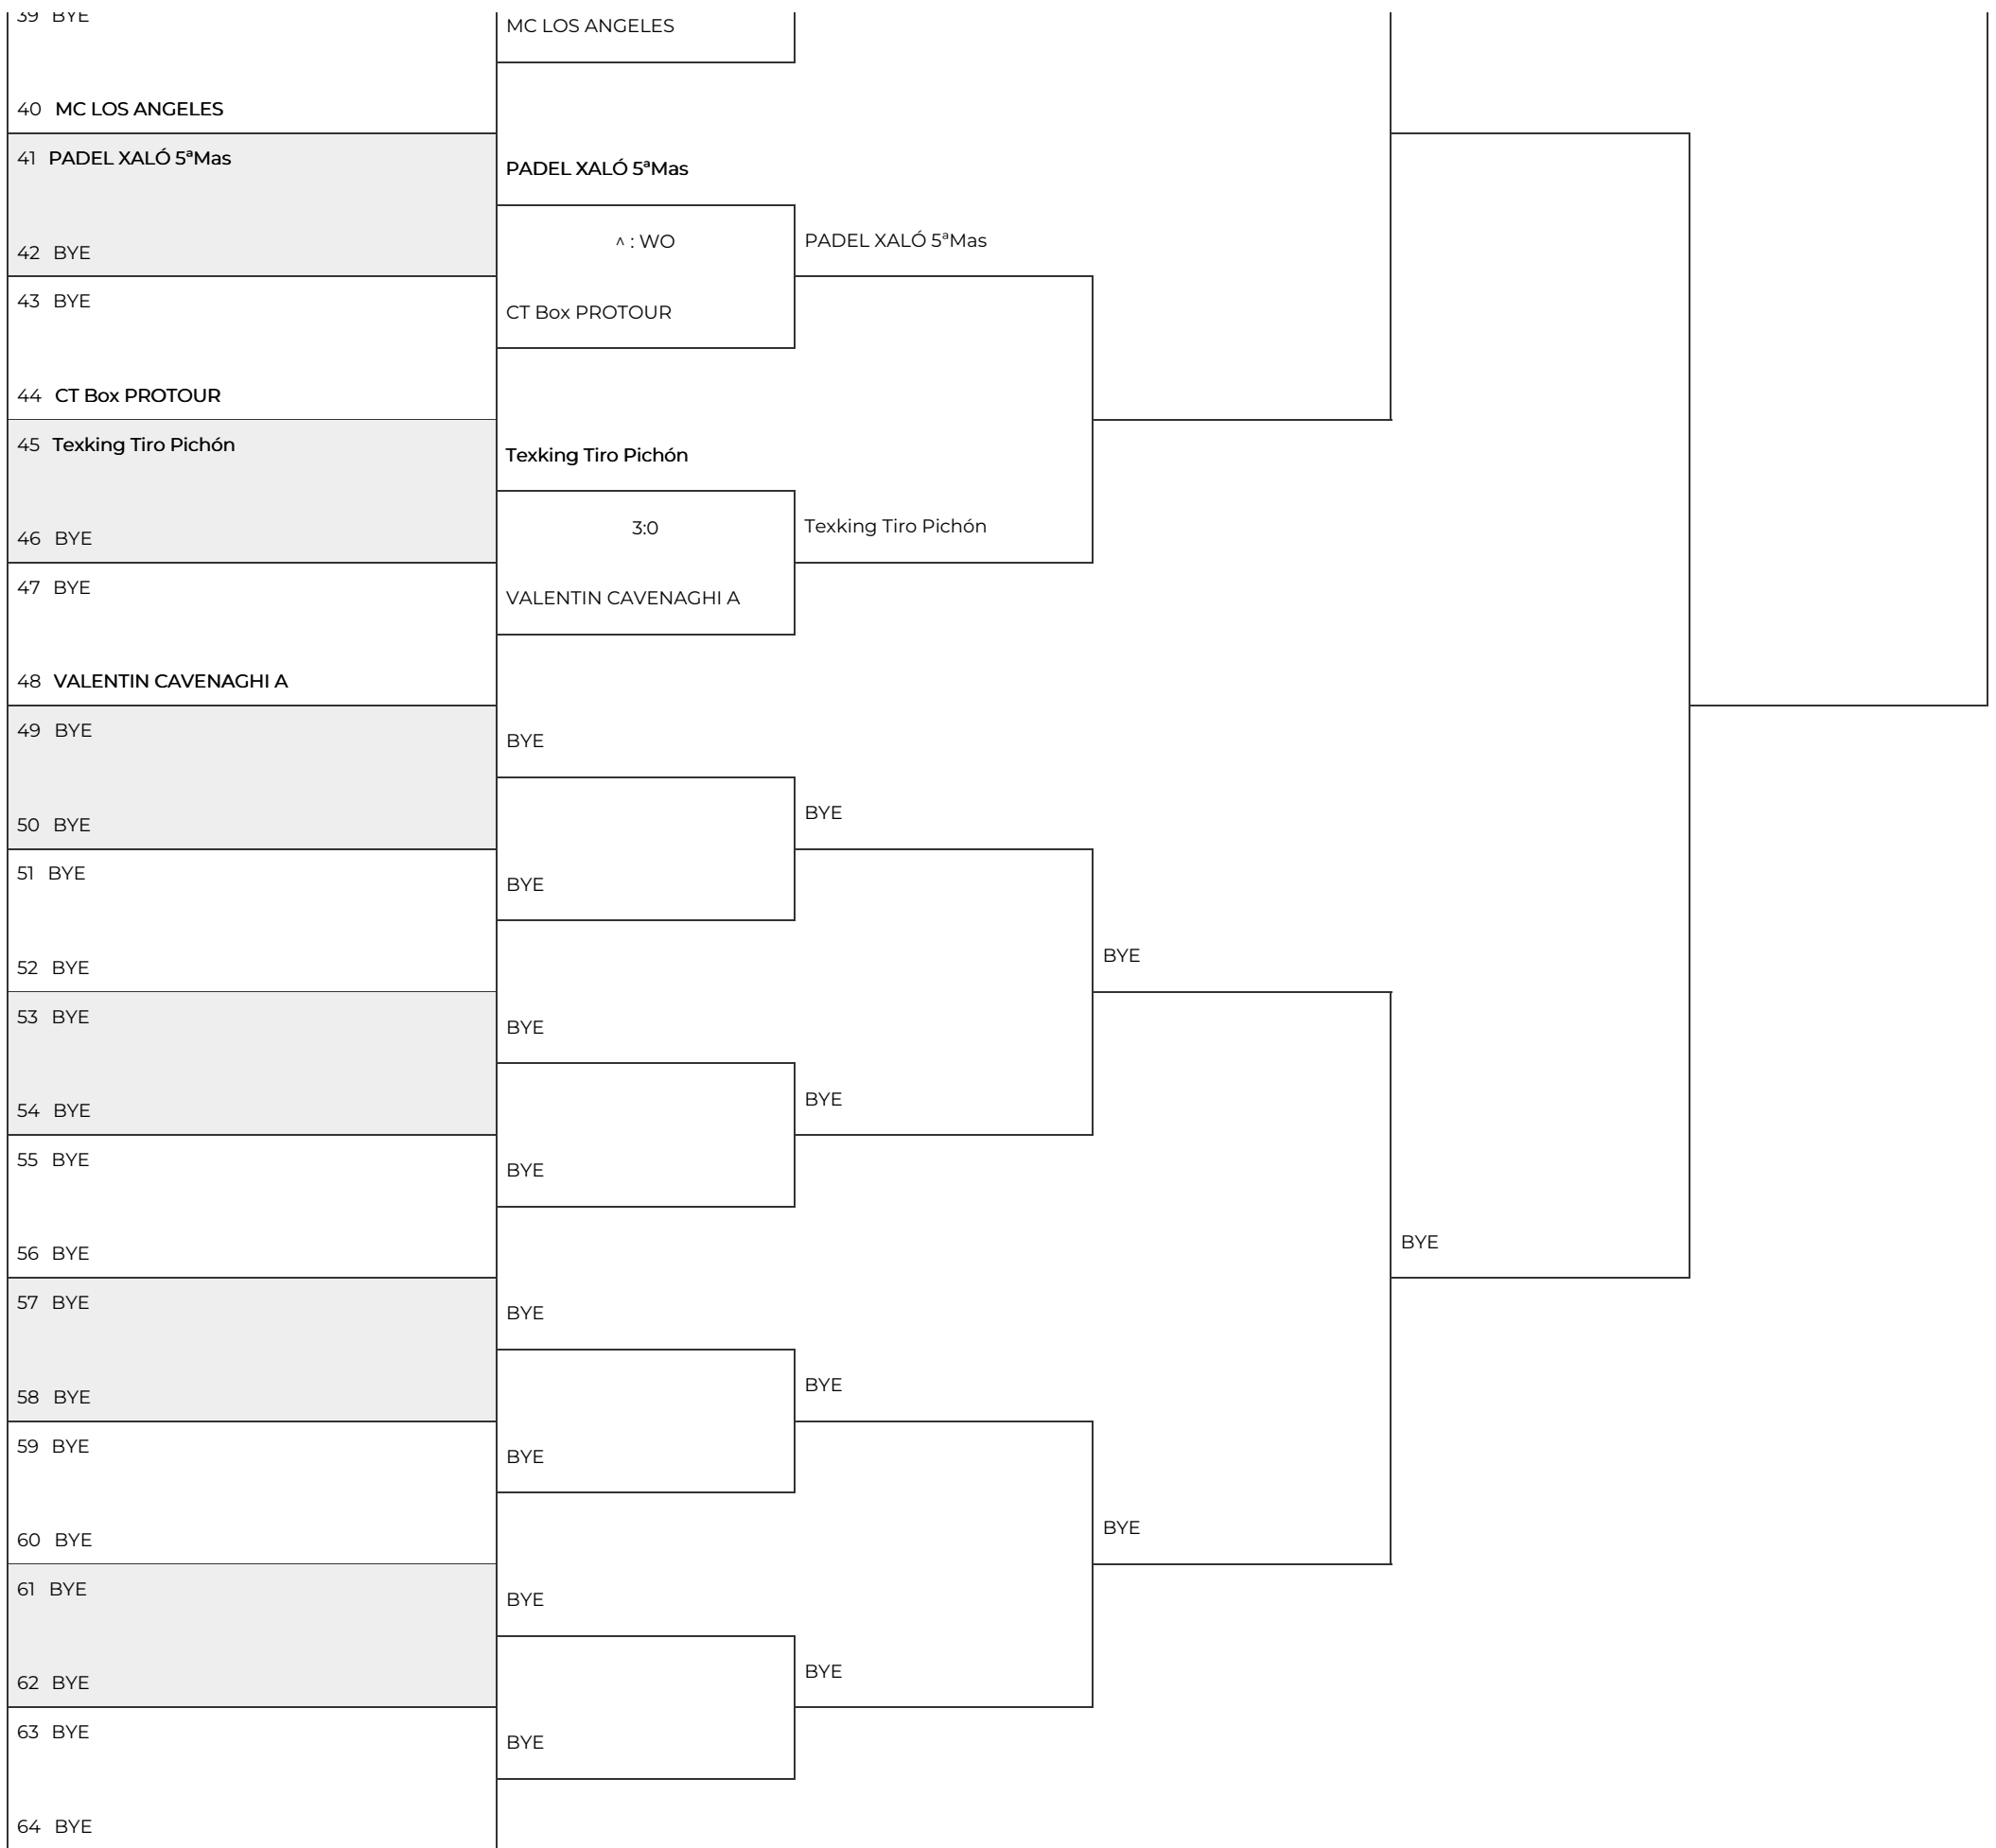 39 BYE
MC LOS ANGELES
40 MC LOS ANGELES
41 PADEL XALÓ 5ªMas
PADEL XALÓ 5ªMas
^ : WO
PADEL XALÓ 5ªMas
42 BYE
43 BYE
CT Box PROTOUR
44 CT Box PROTOUR
45 Texking Tiro Pichón
Texking Tiro Pichón
3:0
Texking Tiro Pichón
46 BYE
47 BYE
VALENTIN CAVENAGHI A
48 VALENTIN CAVENAGHI A
49 BYE
BYE
BYE
50 BYE
51 BYE
BYE
BYE
52 BYE
53 BYE
BYE
BYE
54 BYE
55 BYE
BYE
BYE
56 BYE
57 BYE
BYE
BYE
58 BYE
59 BYE
BYE
BYE
60 BYE
61 BYE
BYE
BYE
62 BYE
63 BYE
BYE
64 BYE